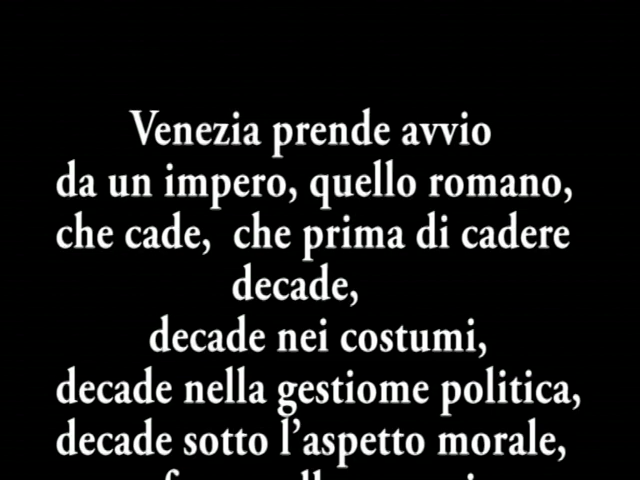 Venezia prende avvio
da un impero, quello romano,
che cade, che prima di cadere
decade,
decade nei costumi,
decade nella gestiome politica,
decade sotto l'aspetto morale,